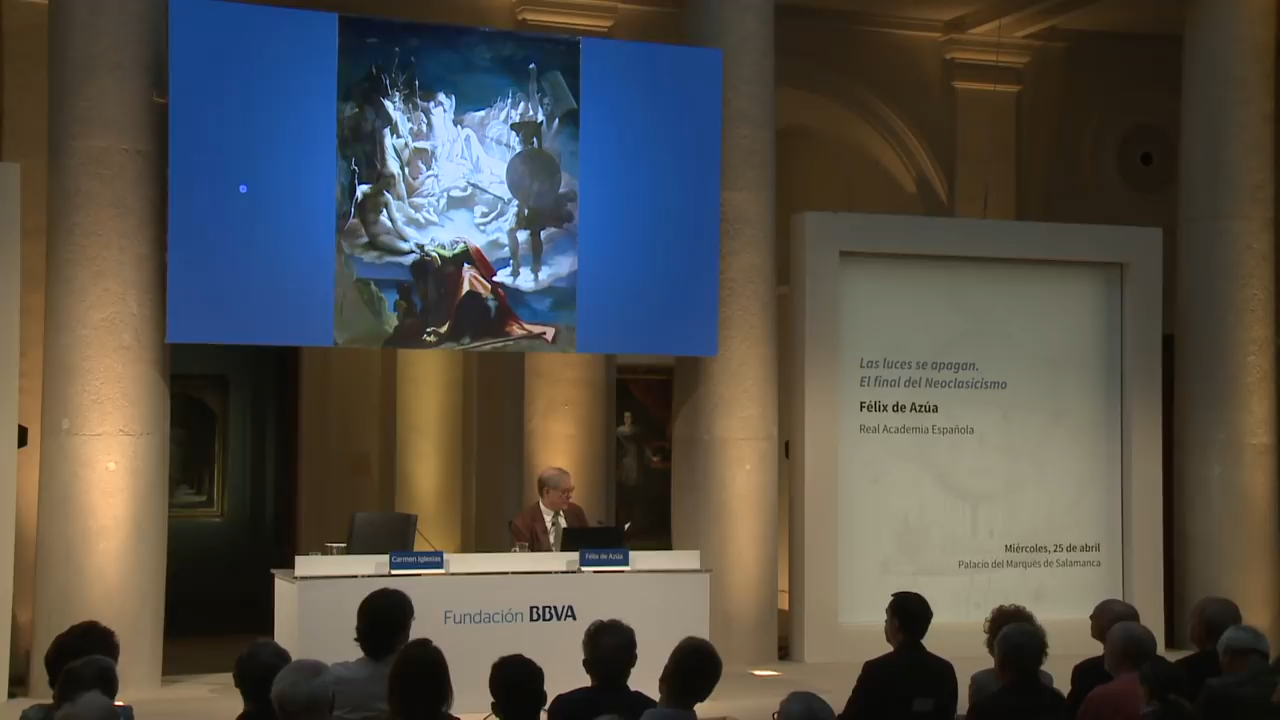 Las luces se apagan.
El final del Neoclasicismo
Félix de Azúa
Real Academia Española
Carmen Iglesias
Félix de Azúa
Miércoles, 25 de abril
Palacio del Marqués de Salamanca
Fundación BBVA